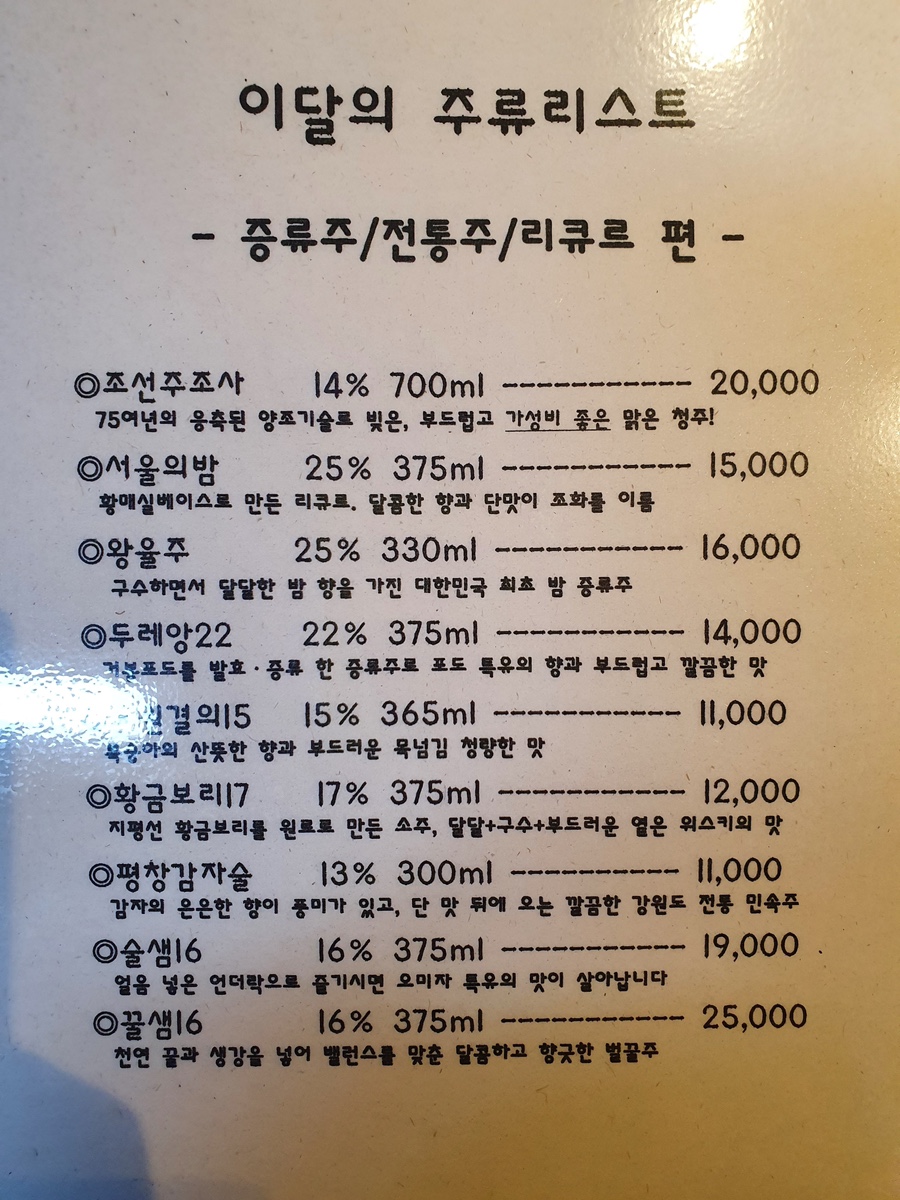 이달의 주류리스트
- 증류주/전통주/리큐르 편 -
◎조선주조사 14% 700ml ----------- 20,000
75여년의 응축된 양조기술로 빚은, 부드럽고 가성비 좋은 맑은 청주!
◎서울의밤 25% 375ml ----------- 15,000
황매실베이스로 만든 리큐르. 달콤한 향과 단맛이 조화를 이룸
◎왕율주 25% 330ml ----------- 16,000
구수하면서 달달한 밤 향을 가진 대한민국 최초 밤 증류주
◎두레앙22 22% 375ml ----------- 14,000
거봉포도를 발효·증류 한 증류주로 포도 특유의 향과 부드럽고 깔끔한 맛
15 15% 365ml ----------- 11,000
복숭아의 산뜻한 향과 부드러운 목넘김 청량한 맛
◎황금보리17 17% 375ml ----------- 12,000
지평선 황금보리를 원료로 만든 소주, 달달+구수+부드러운 옅은 위스키의 맛
◎평창감자술 13% 300ml ---------- 11,000
감자의 은은한 향이 풍미가 있고, 단 맛 뒤에 오는 깔끔한 강원도 전통 민속주
◎술샘16 16% 375ml ----------- 19,000
얼음 넣은 언더락으로 즐기시면 오미자 특유의 맛이 살아납니다
◎꿀샘16 16% 375ml ----------- 25,000
천연 꿀과 생강을 넣어 밸런스를 맞춘 달콤하고 향긋한 벌꿀주